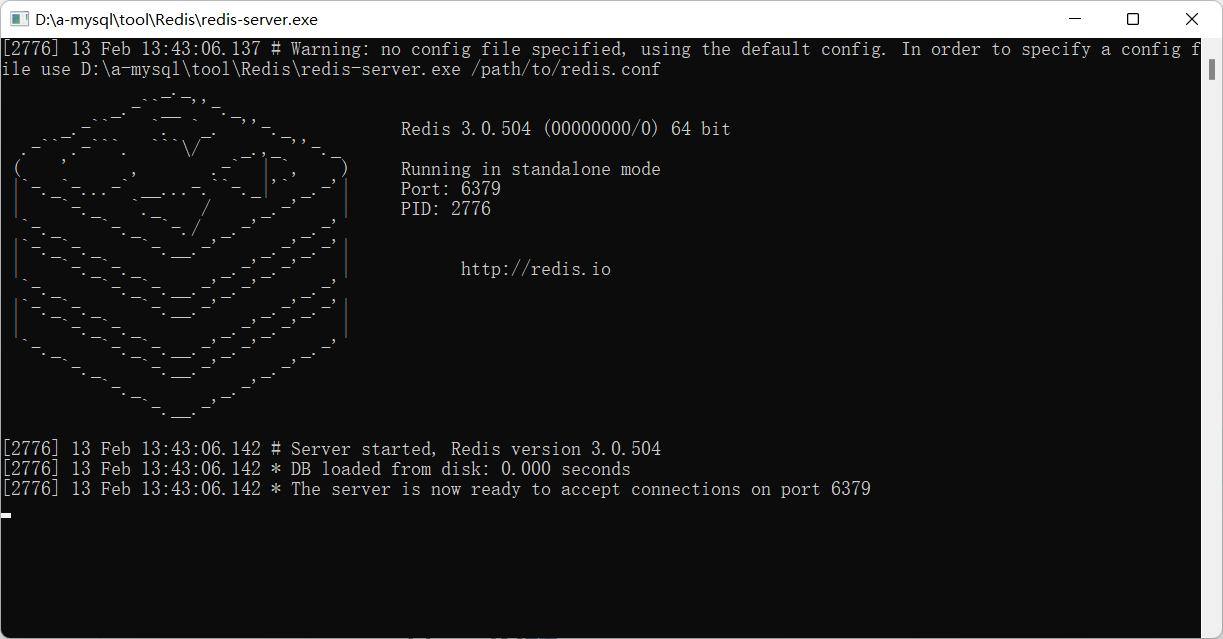 D:\a-mysql\tool\Redis\redis-server.exe
[2776] 13 Feb 13:43:06.137 # Warning: no config file specified, using the default config. In order to specify a config f
ile use D:\a-mysql\tool\Redis\redis-server.exe /path/to/redis.conf
Redis 3.0.504 (00000000/0) 64 bit
Running in standalone mode
Port: 6379
PID: 2776
http://redis.io
[2776] 13 Feb 13:43:06.142 # Server started, Redis version 3.0.504
[2776] 13 Feb 13:43:06.142 * DB loaded from disk: 0.000 seconds
[2776] 13 Feb 13:43:06.142 * The server is now ready to accept connections on port 6379